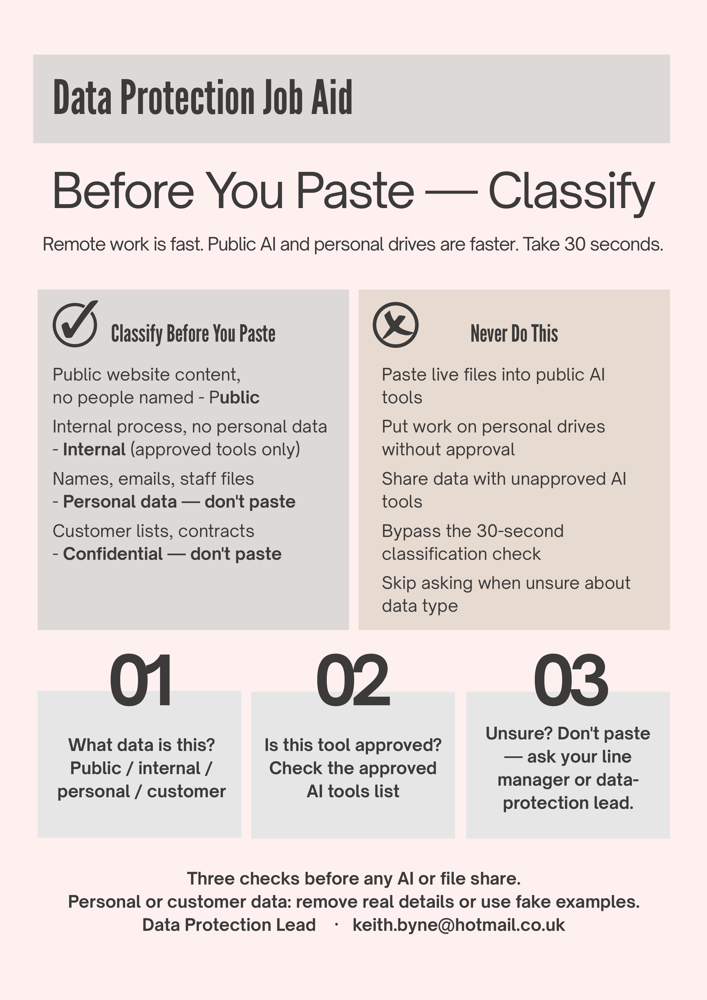 Data Protection Job Aid
Before You Paste — Classify
Remote work is fast. Public AI and personal drives are faster. Take 30 seconds.
Classify Before You Paste
Public website content,
no people named - Public
Internal process, no personal data
- Internal (approved tools only)
Names, emails, staff files
- Personal data — don't paste
Customer lists, contracts
- Confidential — don't paste
Never Do This
Paste live files into public AI
tools
Put work on personal drives
without approval
Share data with unapproved AI
tools
Bypass the 30-second
classification check
Skip asking when unsure about
data type
01
What data is this?
Public / internal /
personal / customer
02
Is this tool approved?
Check the approved
AI tools list
03
Unsure? Don't paste
— ask your line
manager or data-
protection lead.
Three checks before any AI or file share.
Personal or customer data: remove real details or use fake examples.
Data Protection Lead · keith.byne@hotmail.co.uk